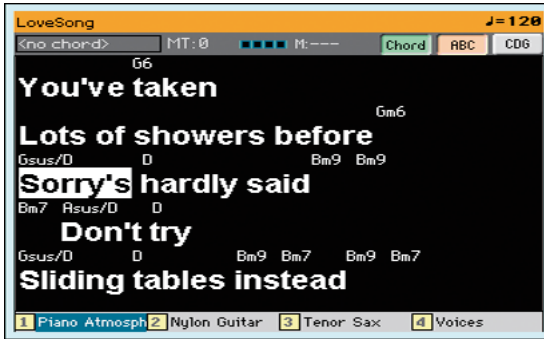 LoveSong ♩=120
<no chord> MT:0 M:--- Chord ABC CDG
G6
You've taken
Gm6
Lots of showers before
Gsus/D D Bm9 Bm9
Sorry's hardly said
Bm7 Asus/D D
Don't try
Gsus/D D Bm9 Bm7 Bm9 Bm7
Sliding tables instead
1 Piano Atmosph 2 Nylon Guitar 3 Tenor Sax 4 Voices